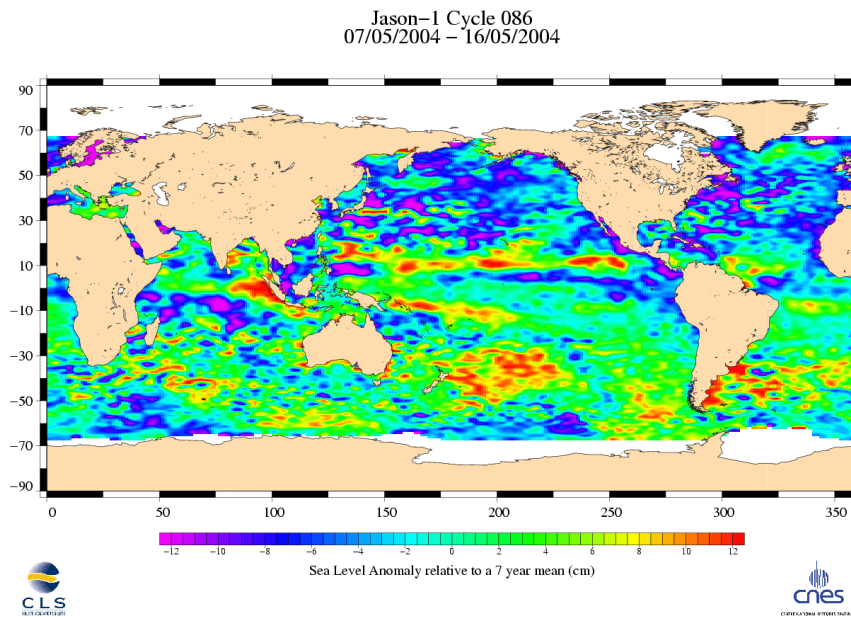 Jason-1 Cycle 086
07/05/2004 - 16/05/2004
90
70
50
30
10
-10
-30
-50
-70
-90
0 50 100 150 200 250 300 350
-12 -10 -8 -6 -4 -2 0 2 4 6 8 10 12
Sea Level Anomaly relative to a 7 year mean (cm)
CLS
cnes